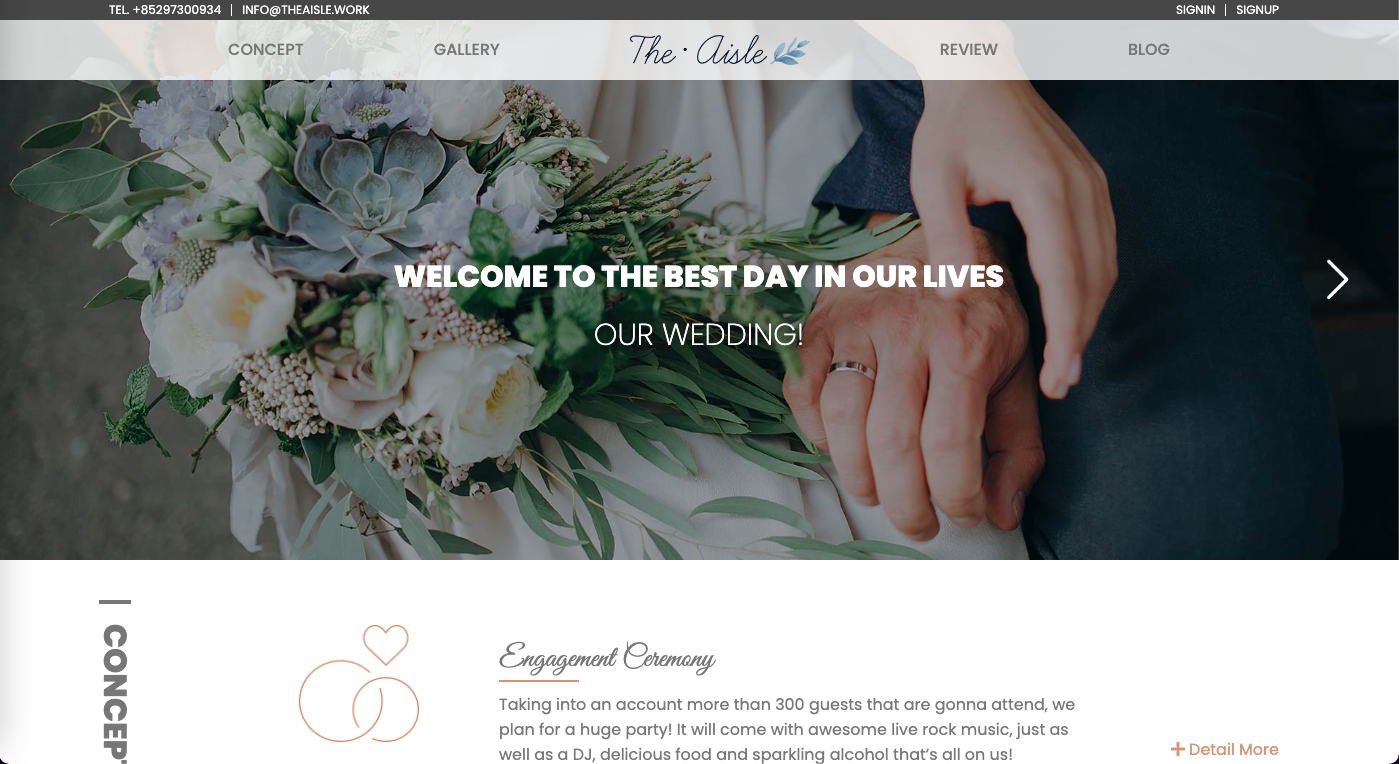 TEL. +85297300934 | INFO@THEAISLE.WORK
SIGNIN | SIGNUP
CONCEPT
GALLERY
The · Aisle
REVIEW
BLOG
WELCOME TO THE BEST DAY IN OUR LIVES
OUR WEDDING!
CONCEPT
Engagement Ceremony
Taking into an account more than 300 guests that are gonna attend, we
plan for a huge party! It will come with awesome live rock music, just as
well as a DJ, delicious food and sparkling alcohol that’s all on us!
+ Detail More